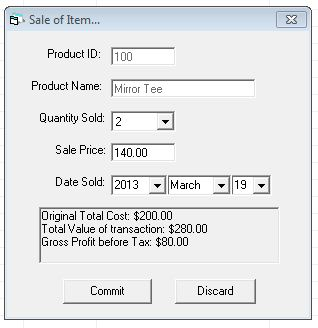 Sale of Item...
Product ID: 100
Product Name: Mirror Tee
Quantity Sold: 2
Sale Price: 140.00
Date Sold: 2013 March 19
Original Total Cost: $200.00
Total Value of transaction: $280.00
Gross Profit before Tax: $80.00
Commit Discard